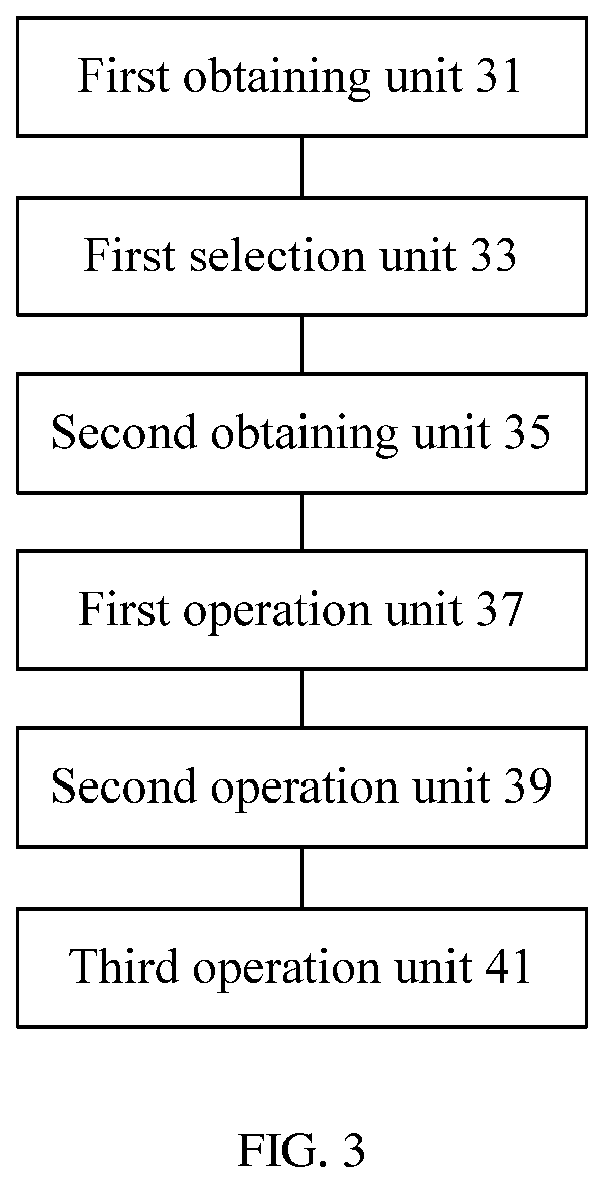 First obtaining unit 31
First selection unit 33
Second obtaining unit 35
First operation unit 37
Second operation unit 39
Third operation unit 41
FIG. 3